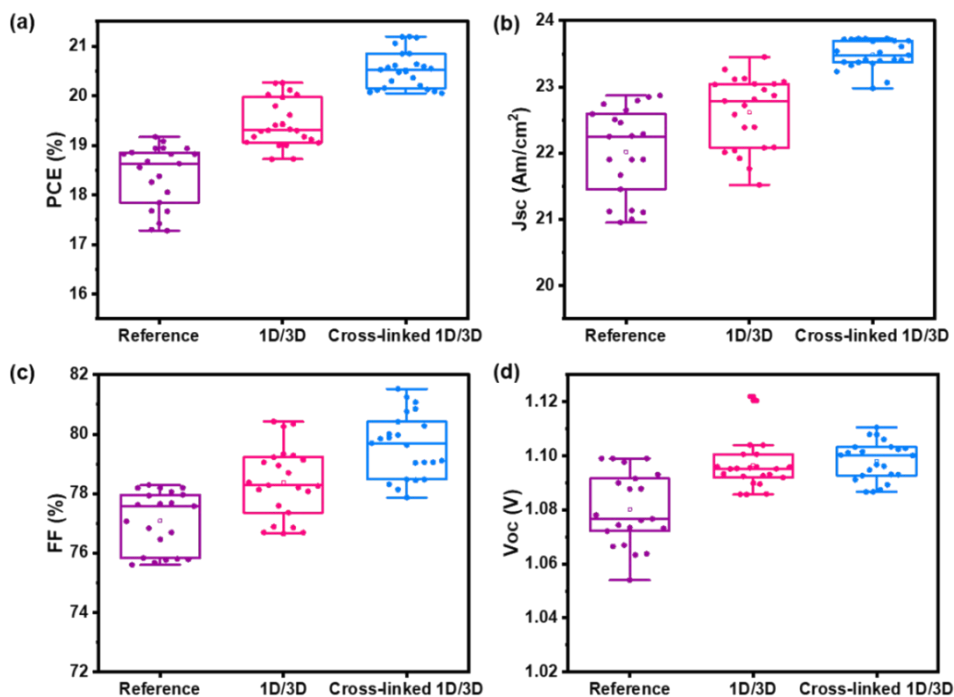 (a)
PCE (%)
21
20
19
18
17
16
15
Reference 1D/3D Cross-linked 1D/3D
(b)
Jsc (Am/cm²)
24
23
22
21
20
Reference 1D/3D Cross-linked 1D/3D
(c)
FF (%)
82
80
78
76
74
72
Reference 1D/3D Cross-linked 1D/3D
(d)
Voc (V)
1.12
1.10
1.08
1.06
1.04
1.02
Reference 1D/3D Cross-linked 1D/3D